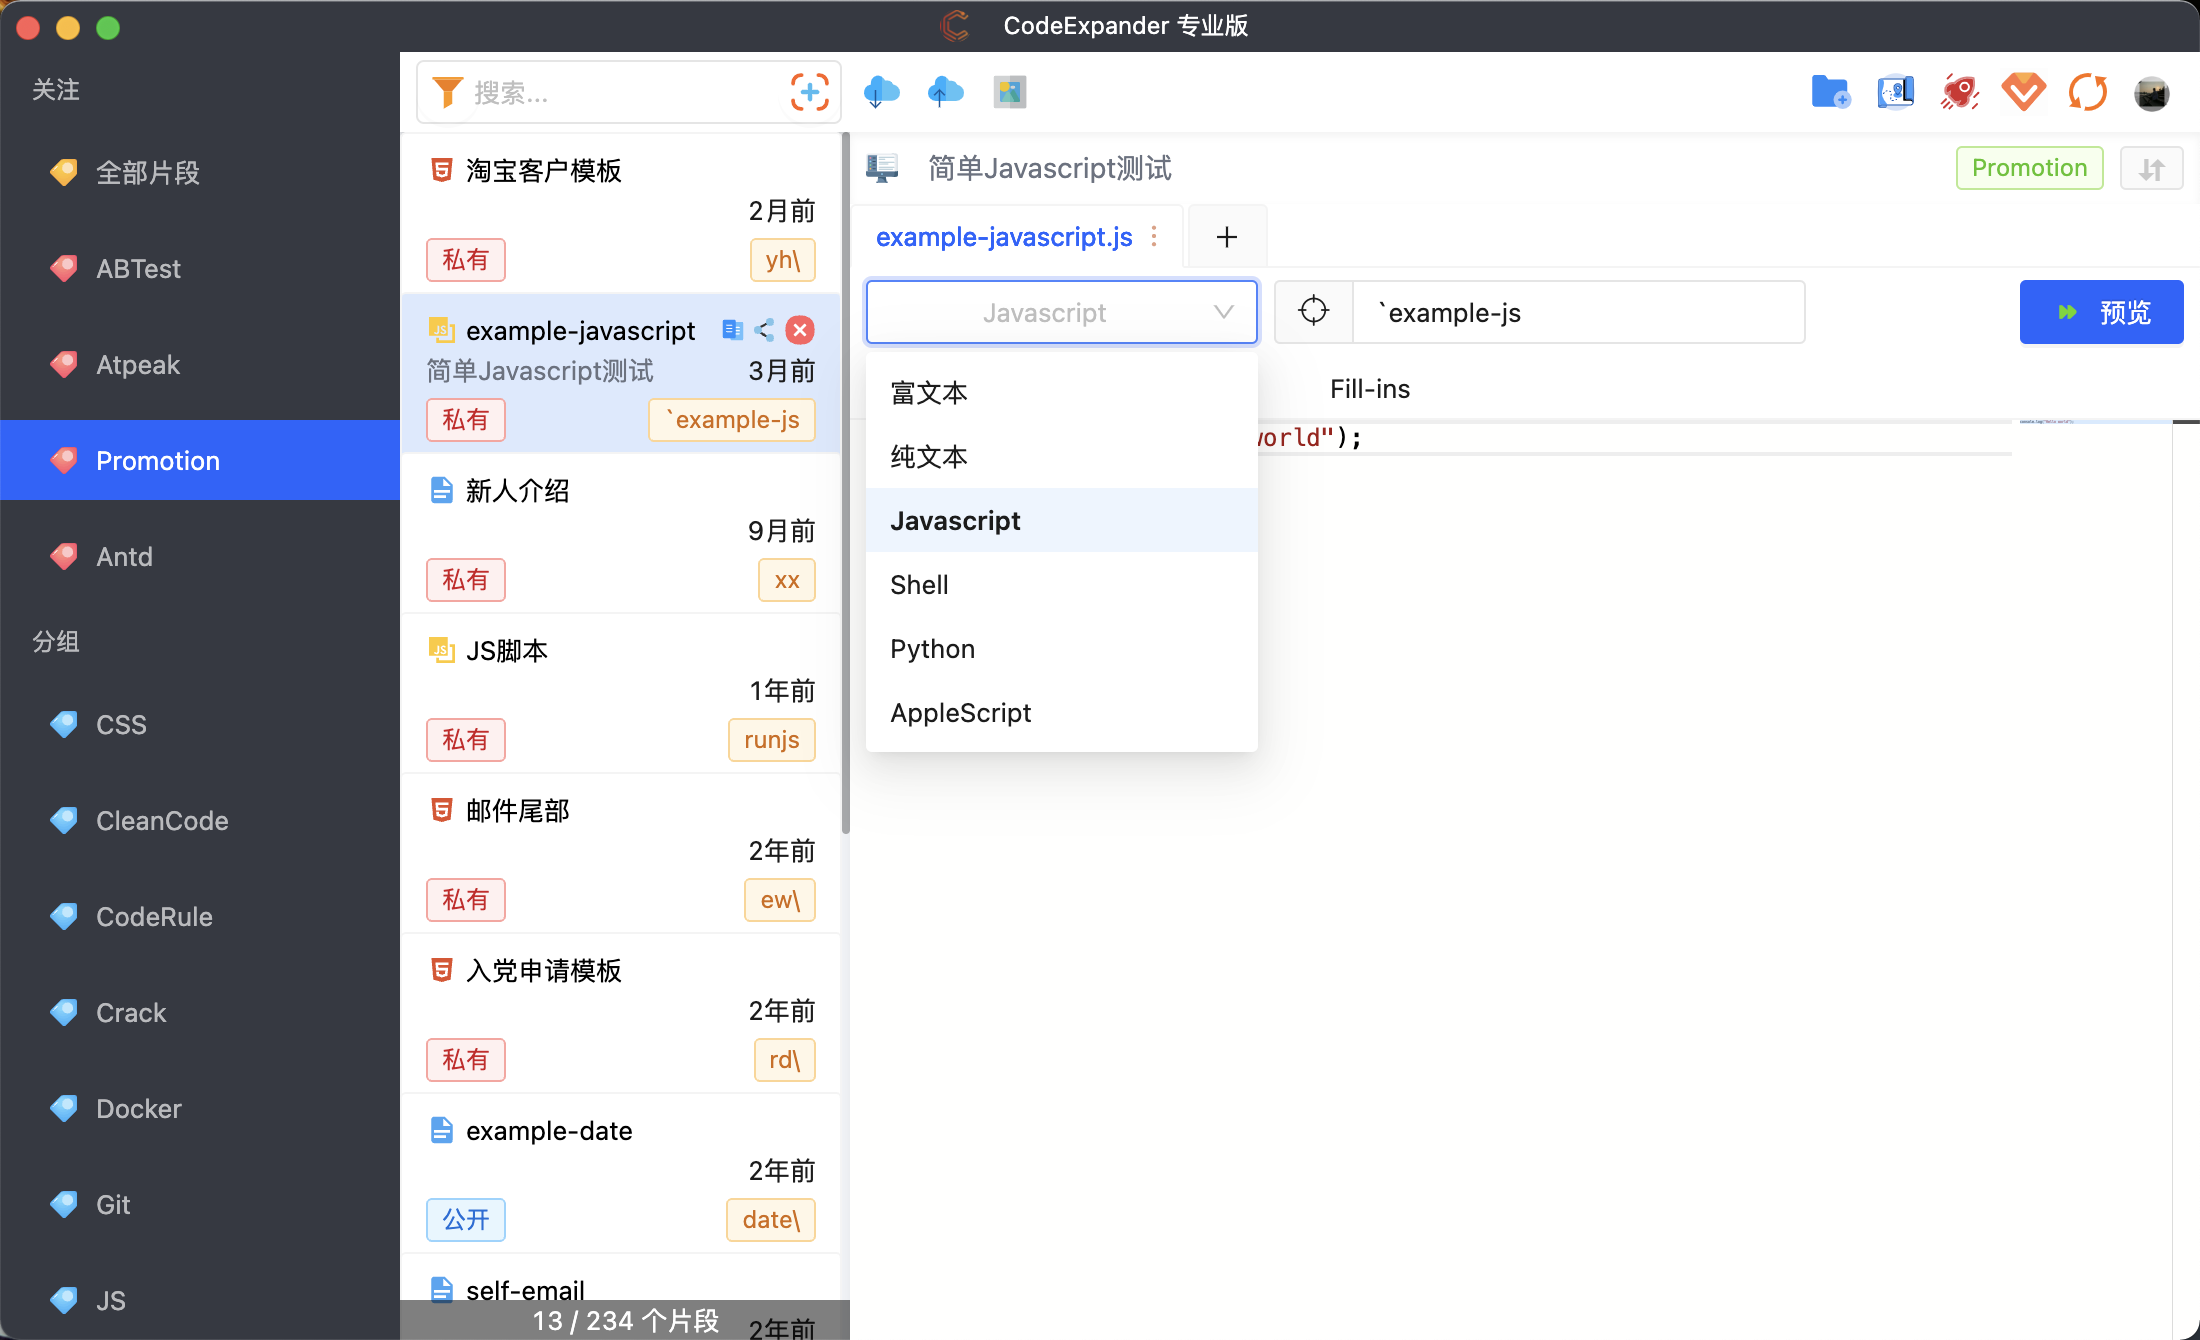 CodeExpander 专业版
关注
全部片段
ABTest
Atpeak
Promotion
Antd
分组
CSS
CleanCode
CodeRule
Crack
Docker
Git
JS
搜索...
淘宝客户模板
2月前
私有
yh\
example-javascript
简单Javascript测试
3月前
私有
`example-js
新人介绍
9月前
私有
xx
JS脚本
1年前
私有
runjs
邮件尾部
2年前
私有
ew\
入党申请模板
2年前
私有
rd\
example-date
2年前
公开
date\
self-email
2年前
13 / 234 个片段
简单Javascript测试
Promotion
example-javascript.js
Javascript
`example-js
预览
富文本
纯文本
Javascript
Shell
Python
AppleScript
Fill-ins
world");